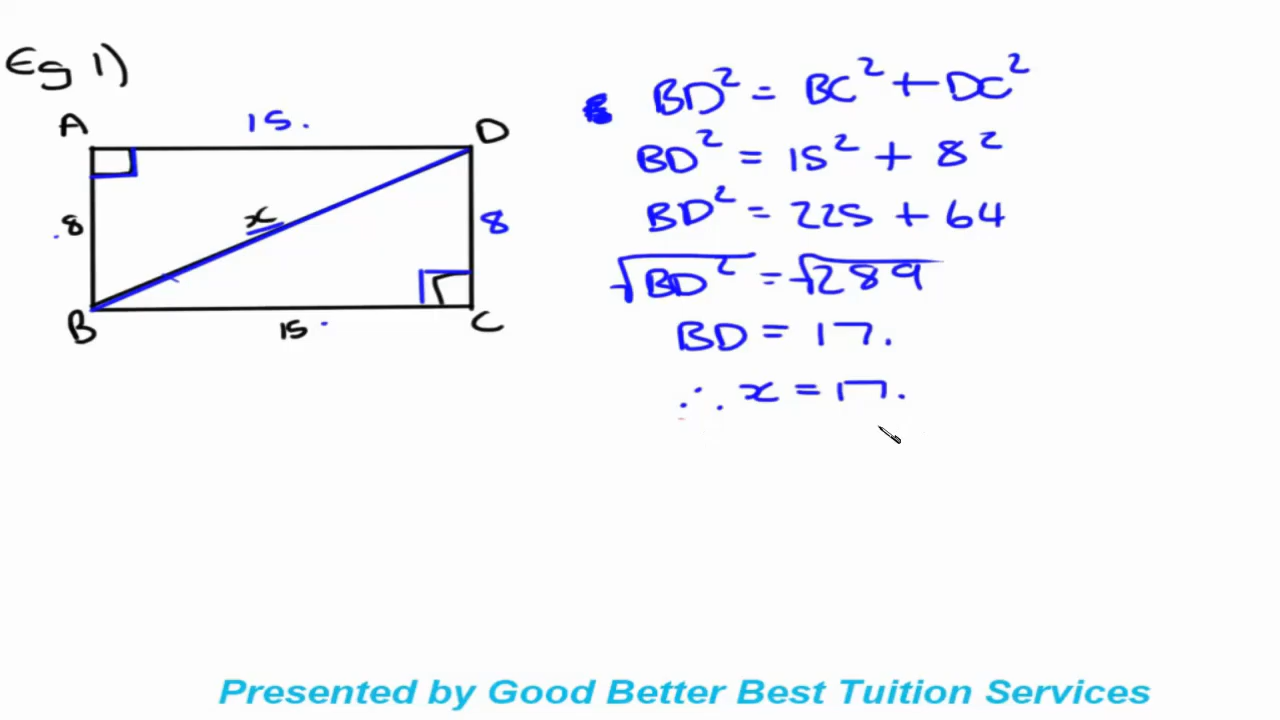 Eg 1)
A 15. D
8 x 8
B 15 C
BD² = BC² + DC²
BD² = 15² + 8²
BD² = 225 + 64
√BD² = √289
BD = 17.
∴ x = 17.
Presented by Good Better Best Tuition Services